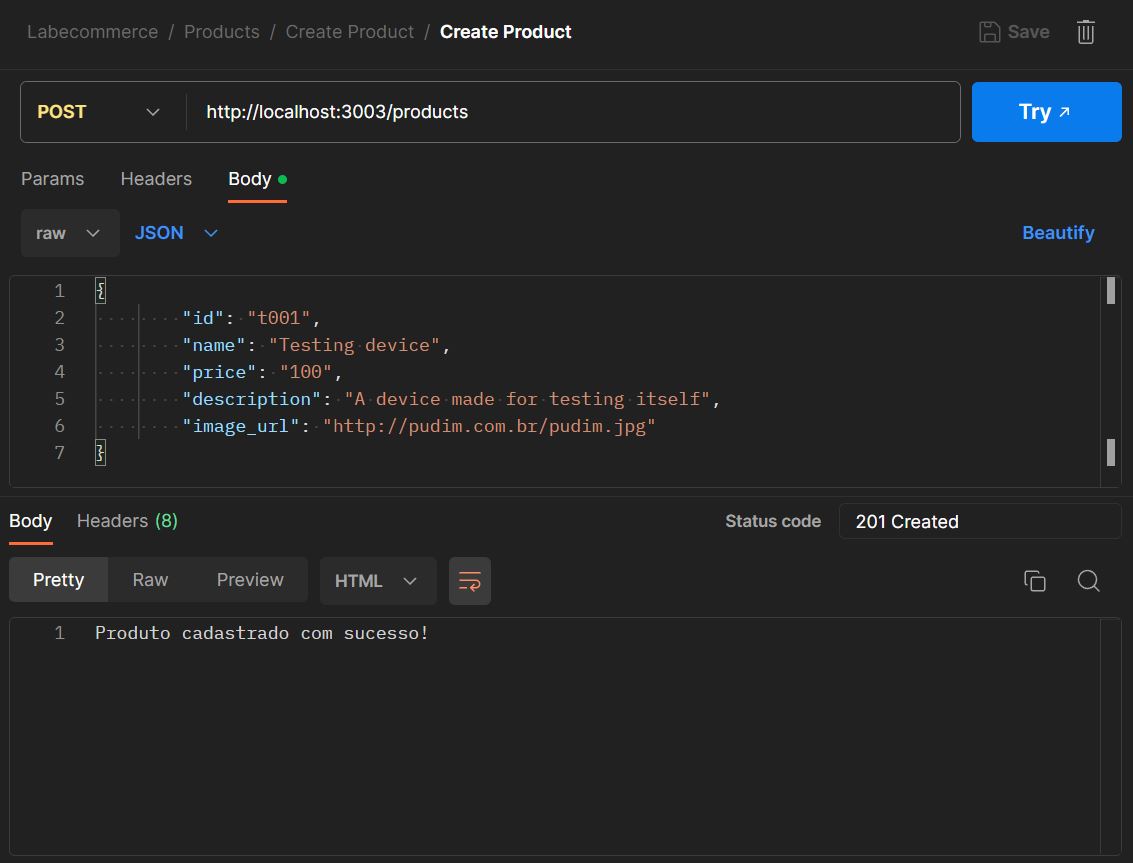 Labecommerce / Products / Create Product / Create Product Save
POST http://localhost:3003/products Try ↗
Params Headers Body
raw JSON Beautify
1 {
2 "id": "t001",
3 "name": "Testing device",
4 "price": "100",
5 "description": "A device made for testing itself",
6 "image_url": "http://pudim.com.br/pudim.jpg"
7 }
Body Headers (8) Status code 201 Created
Pretty Raw Preview HTML
1 Produto cadastrado com sucesso!